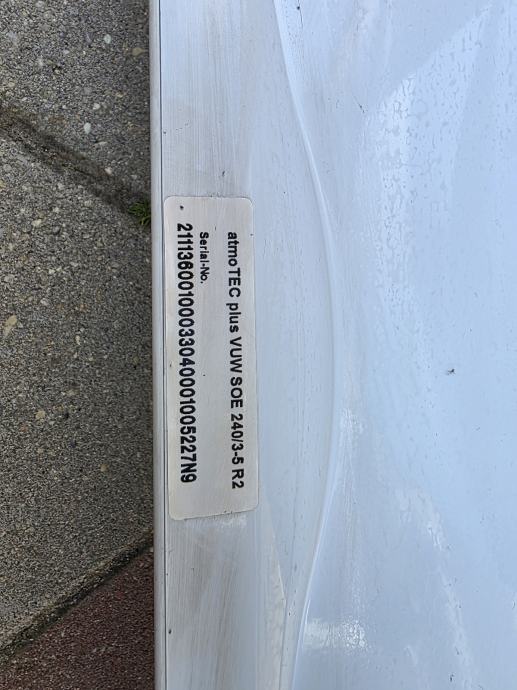 atmoTEC plus VUW SOE 240/3-5 R2
Serial-No.
21113600100033040001005227N9